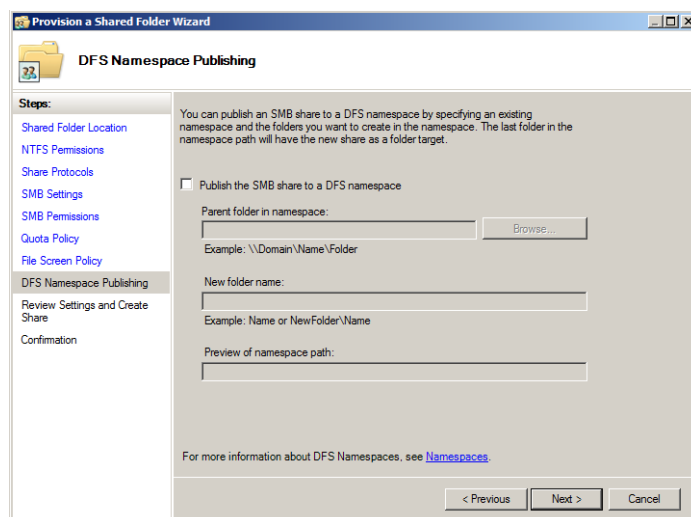 Provision a Shared Folder Wizard
DFS Namespace Publishing
Steps:
Shared Folder Location
NTFS Permissions
Share Protocols
SMB Settings
SMB Permissions
Quota Policy
File Screen Policy
DFS Namespace Publishing
Review Settings and Create
Share
Confirmation
You can publish an SMB share to a DFS namespace by specifying an existing
namespace and the folders you want to create in the namespace. The last folder in the
namespace path will have the new share as a folder target.
Publish the SMB share to a DFS namespace
Parent folder in namespace:
Browse...
Example: \\Domain\Name\Folder
New folder name:
Example: Name or NewFolder\Name
Preview of namespace path:
For more information about DFS Namespaces, see Namespaces.
< Previous
Next >
Cancel